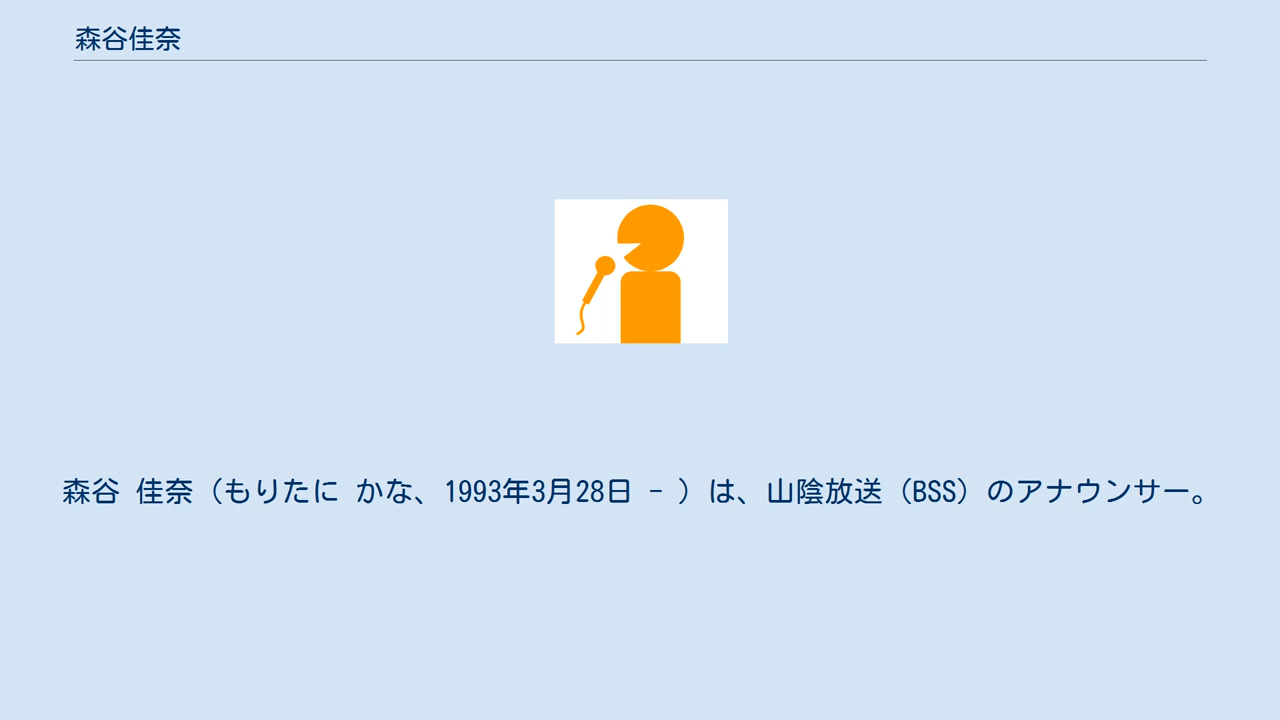 森谷佳奈
森谷 佳奈（もりたに かな、1993年3月28日 - ）は、山陰放送（BSS）のアナウンサー。